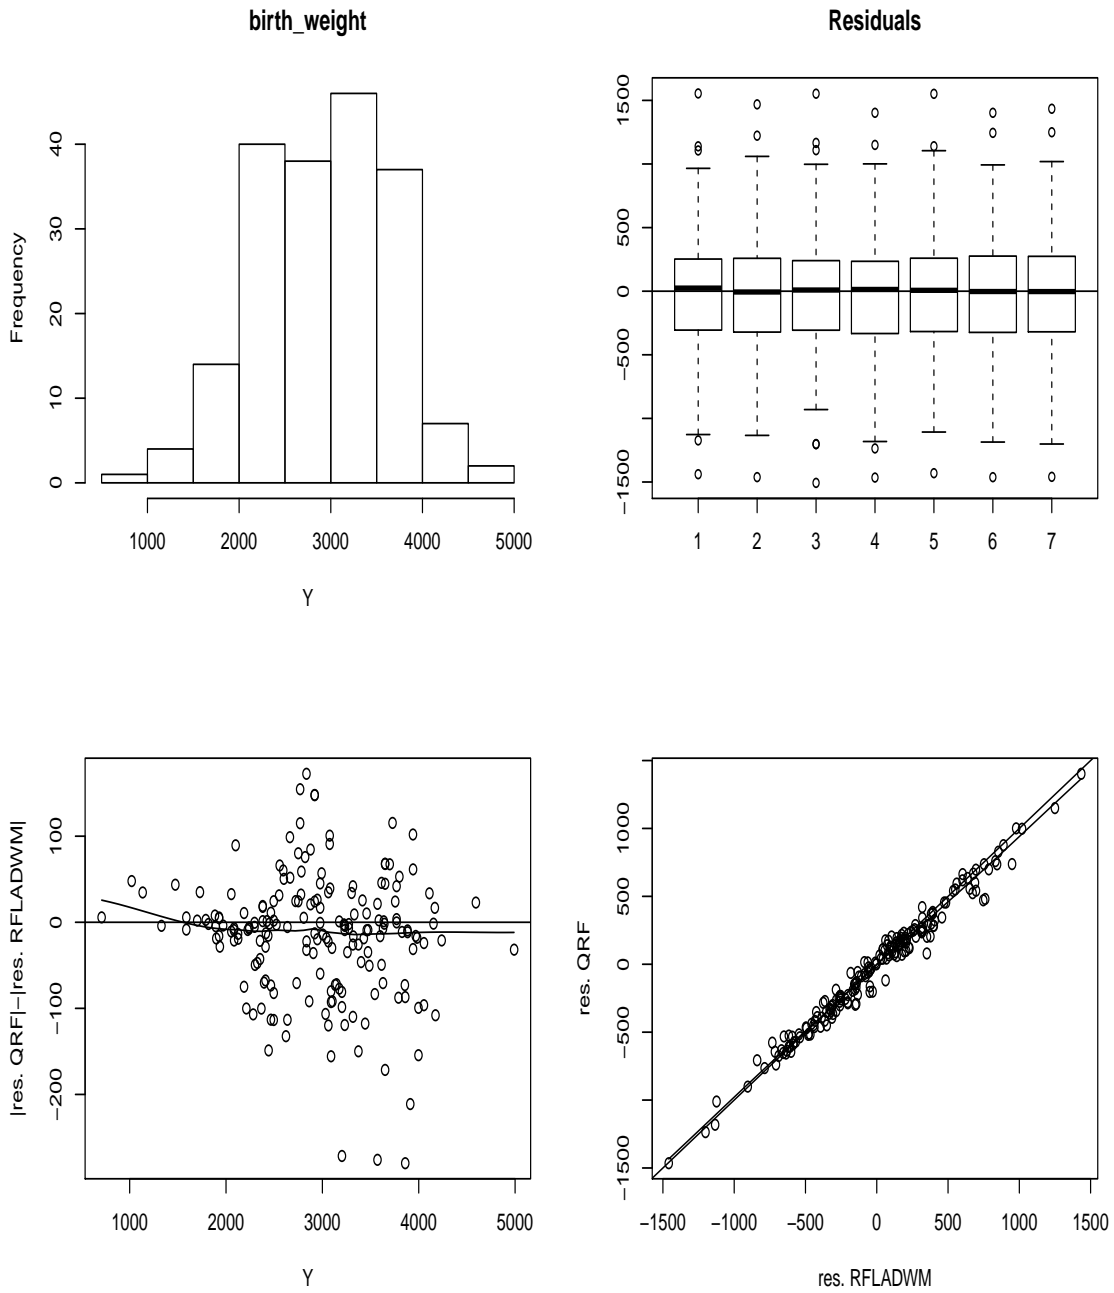 birth_weight
Frequency
0 10 20 30 40
1000 2000 3000 4000 5000
Y
Residuals
−1500 −500 0 500 1500
1 2 3 4 5 6 7
|res. QRF|−|res. RFLADWM|
−200 −100 0 100
1000 2000 3000 4000 5000
Y
res. QRF
−1500 −500 0 500 1000
−1500 −1000 −500 0 500 1000 1500
res. RFLADWM